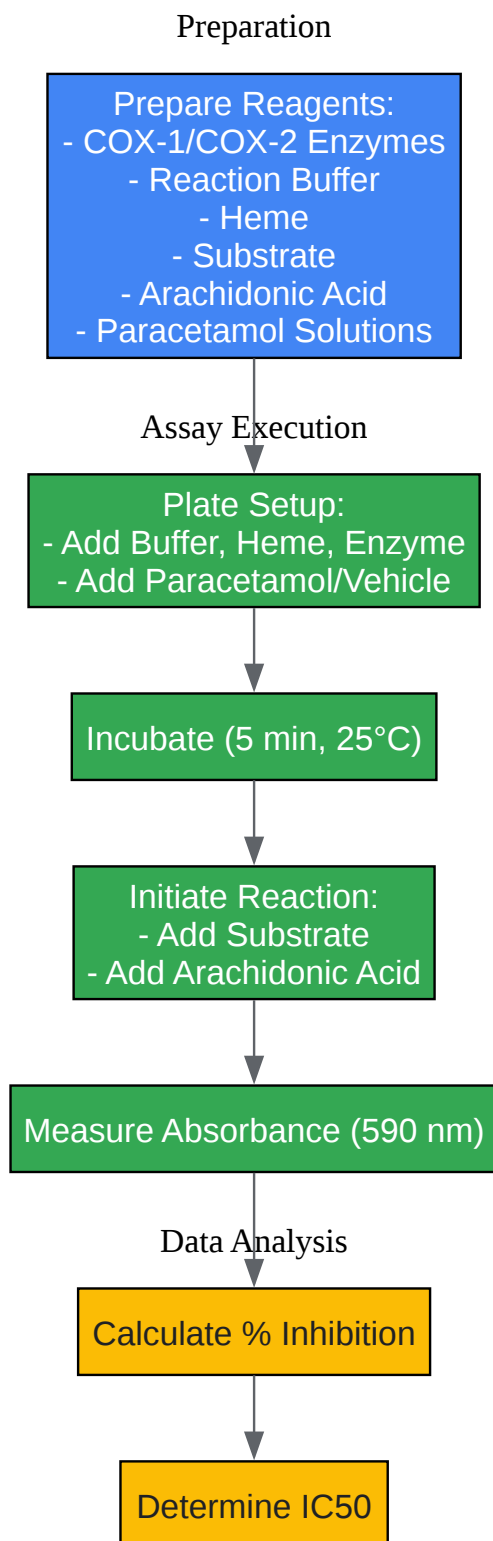 Preparation
Prepare Reagents:
- COX-1/COX-2 Enzymes
- Reaction Buffer
- Heme
- Substrate
- Arachidonic Acid
- Paracetamol Solutions
Assay Execution
Plate Setup:
- Add Buffer, Heme, Enzyme
- Add Paracetamol/Vehicle
Incubate (5 min, 25°C)
Initiate Reaction:
- Add Substrate
- Add Arachidonic Acid
Measure Absorbance (590 nm)
Data Analysis
Calculate % Inhibition
Determine IC50